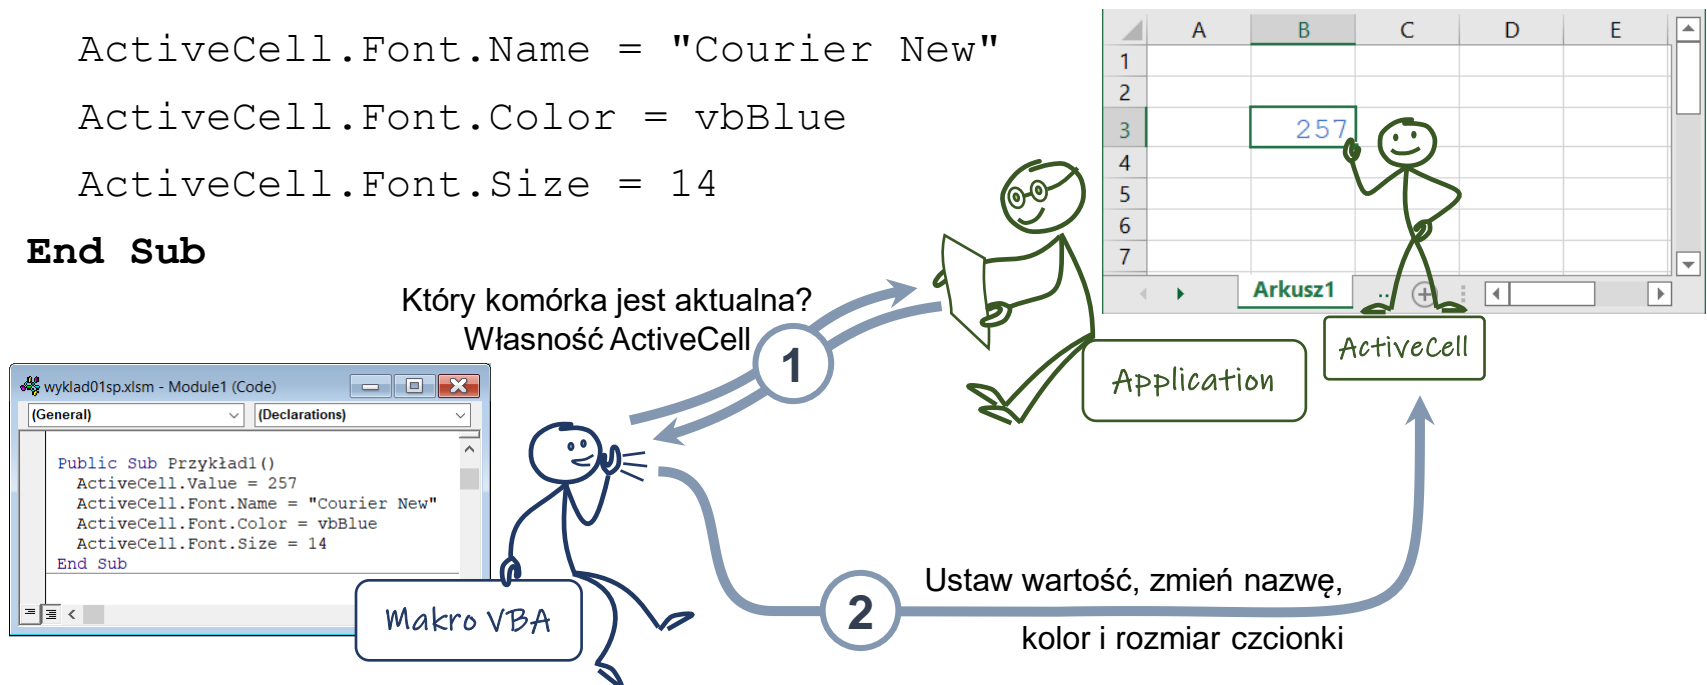 ActiveCell.Font.Name = "Courier New"
ActiveCell.Font.Color = vbBlue
ActiveCell.Font.Size = 14
End Sub
A B C D E
1
2
3 257
4
5
6
7
Arkusz1 ..
Który komórka jest aktualna?
Własność ActiveCell
1
Application
ActiveCell
wyklad01sp.xlsm - Module1 (Code)
(General) (Declarations)
Public Sub Przykład1()
ActiveCell.Value = 257
ActiveCell.Font.Name = "Courier New"
ActiveCell.Font.Color = vbBlue
ActiveCell.Font.Size = 14
End Sub
Makro VBA
2
Ustaw wartość, zmień nazwę,
kolor i rozmiar czcionki